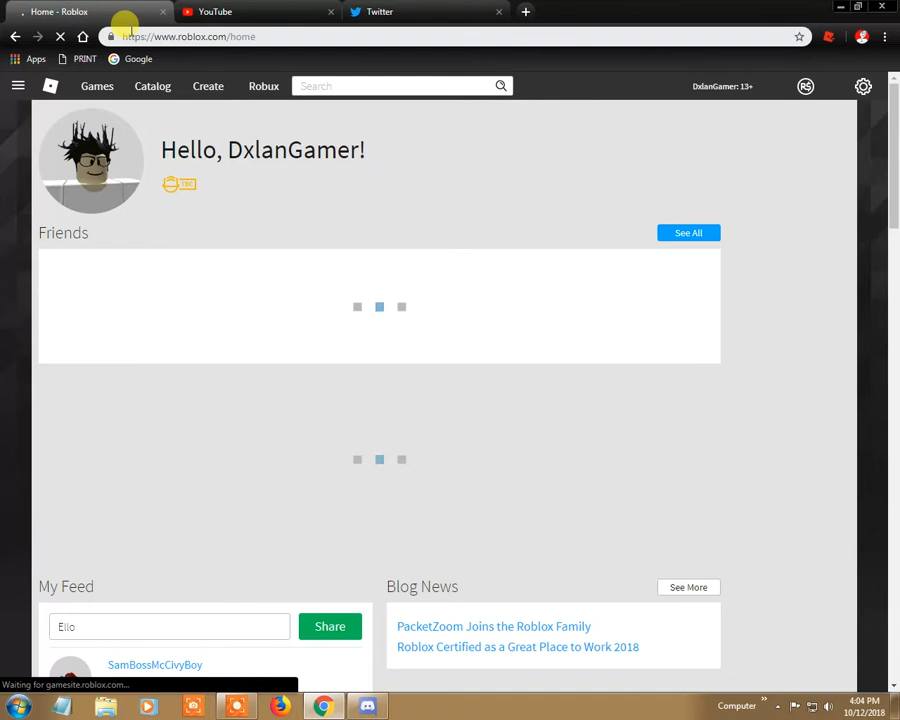 Home - Roblox
YouTube
Twitter
https://www.roblox.com/home
Apps
PRINT
Google
Games
Catalog
Create
Robux
Search
DxlanGamer: 13+
R$
Hello, DxlanGamer!
TBC
Friends
See All
My Feed
Blog News
See More
Ello
Share
PacketZoom Joins the Roblox Family
Roblox Certified as a Great Place to Work 2018
SamBossMcCivyBoy
Waiting for gamesite.roblox.com...
Computer
4:04 PM
10/12/2018